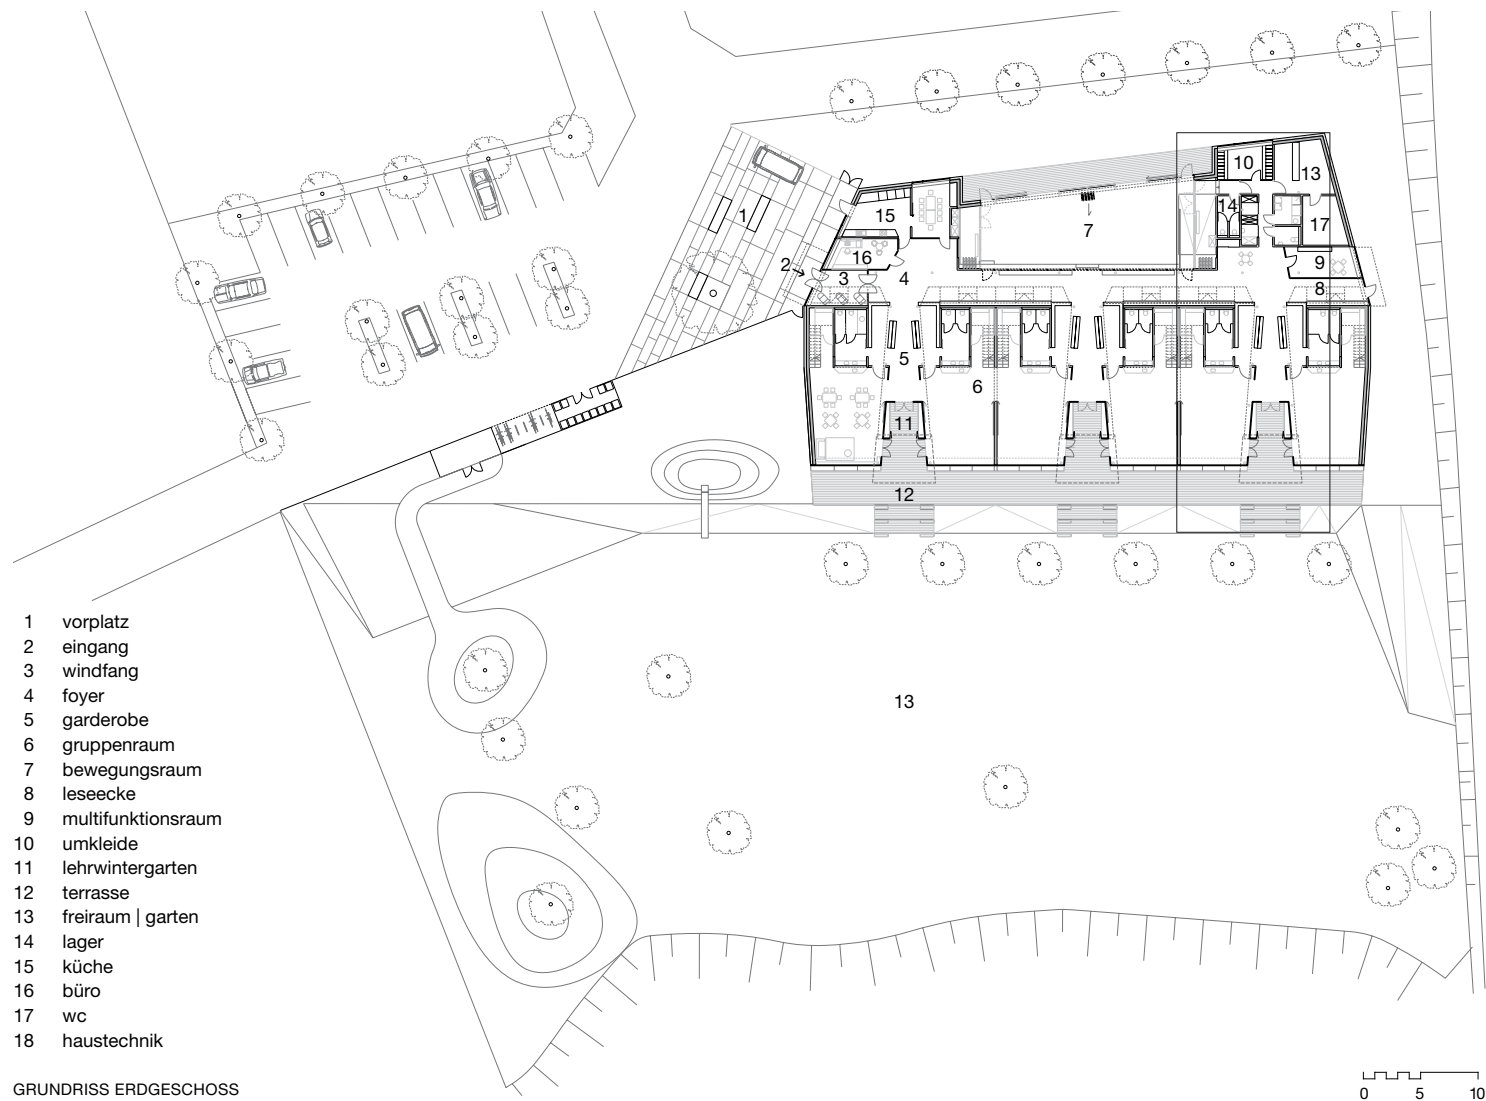 10
13
1
15
14
17
7
16
9
2
3
4
8
5
6
11
12
13
1 vorplatz
2 eingang
3 windfang
4 foyer
5 garderobe
6 gruppenraum
7 bewegungsraum
8 leseecke
9 multifunktionsraum
10 umkleide
11 lehrwintergarten
12 terrasse
13 freiraum | garten
14 lager
15 küche
16 büro
17 wc
18 haustechnik
GRUNDRISS ERDGESCHOSS
0 5 10